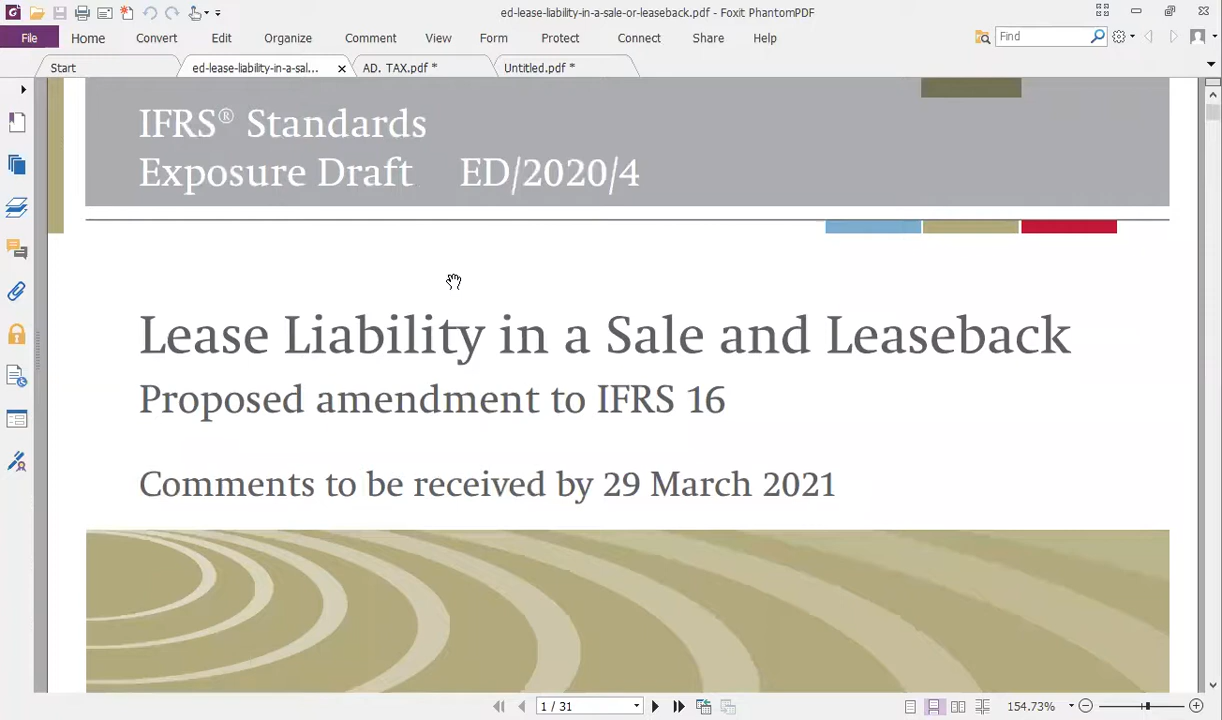 ed-lease-liability-in-a-sale-or-leaseback.pdf - Foxit PhantomPDF
File Home Convert Edit Organize Comment View Form Protect Connect Share Help Find
Start ed-lease-liability-in-a-sal... AD. TAX.pdf * Untitled.pdf *
IFRS® Standards
Exposure Draft ED/2020/4
Lease Liability in a Sale and Leaseback
Proposed amendment to IFRS 16
Comments to be received by 29 March 2021
1 / 31 154.73%